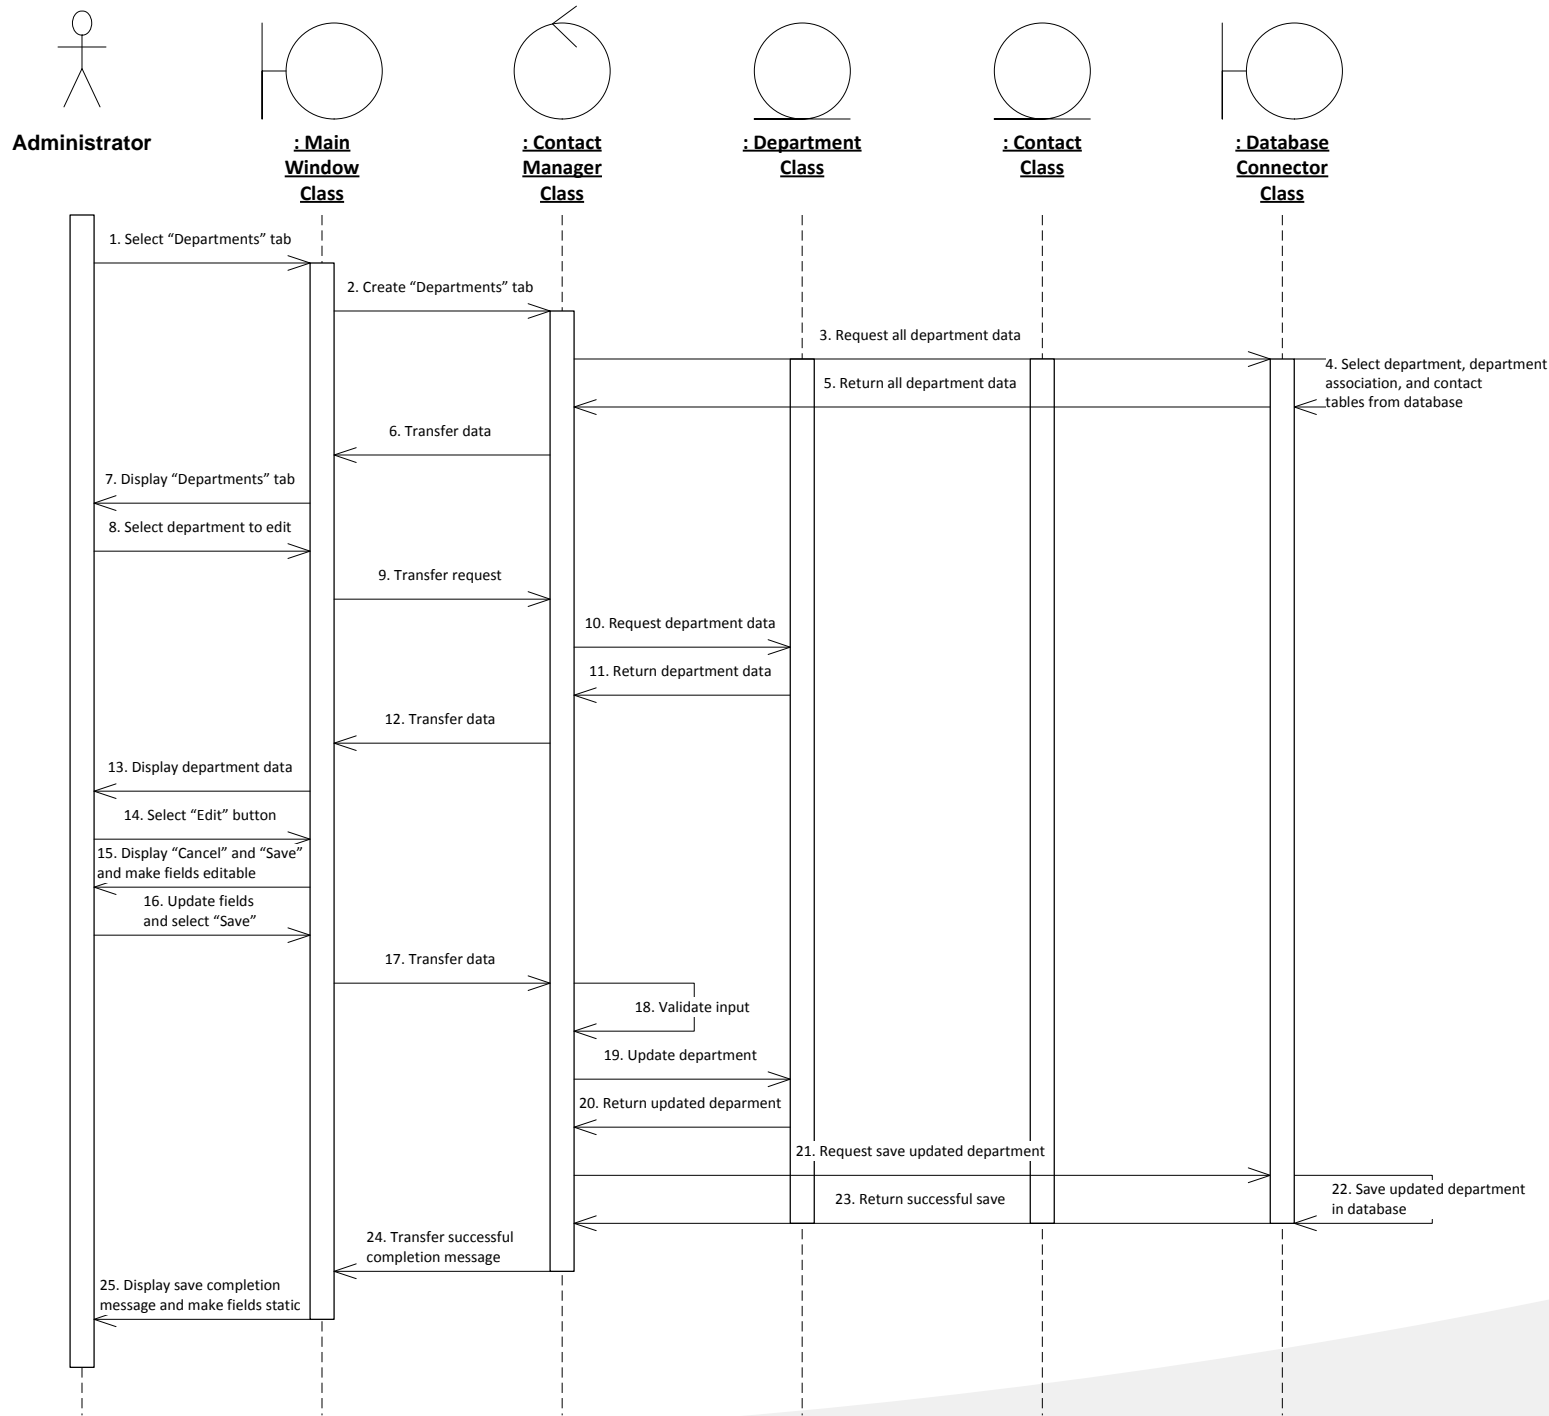 Administrator
: Main
Window
Class
: Contact
Manager
Class
: Department
Class
: Contact
Class
: Database
Connector
Class
1. Select “Departments” tab
2. Create “Departments” tab
3. Request all department data
4. Select department, department
association, and contact
tables from database
5. Return all department data
6. Transfer data
7. Display “Departments” tab
8. Select department to edit
9. Transfer request
10. Request department data
11. Return department data
12. Transfer data
13. Display department data
14. Select “Edit” button
15. Display “Cancel” and “Save”
and make fields editable
16. Update fields
and select “Save”
17. Transfer data
18. Validate input
19. Update department
20. Return updated deparment
21. Request save updated department
22. Save updated department
in database
23. Return successful save
24. Transfer successful
completion message
25. Display save completion
message and make fields static